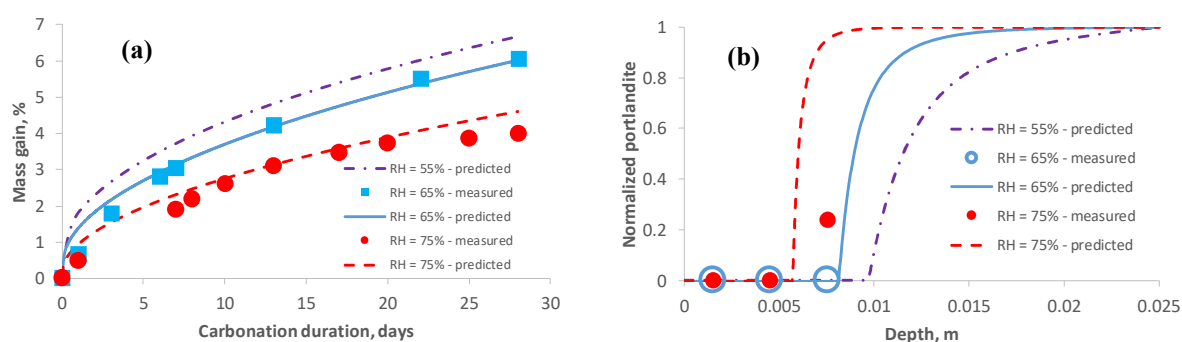 (a)
Mass gain, %
7
6
5
4
3
2
1
0
RH = 55% - predicted
RH = 65% - measured
RH = 65% - predicted
RH = 75% - measured
RH = 75% - predicted
0 5 10 15 20 25 30
Carbonation duration, days
(b)
Normalized portlandite
1
0.8
0.6
0.4
0.2
0
RH = 55% - predicted
RH = 65% - measured
RH = 65% - predicted
RH = 75% - measured
RH = 75% - predicted
0 0.005 0.01 0.015 0.02 0.025
Depth, m